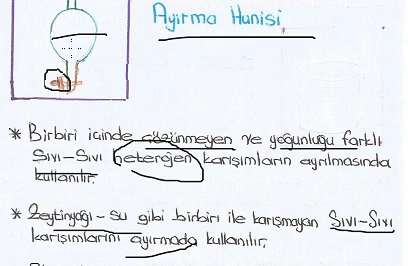 Ayırma Hunisi
* Birbiri içinde çözünmeyen ve yoğunluğu farklı
Sıvı-Sıvı heterojen karışımların ayrılmasında
kullanılır.
* Zeytinyağı-su gibi birbiri ile karışmayan Sıvı-Sıvı
karışımlarını ayırmada kullanılır.